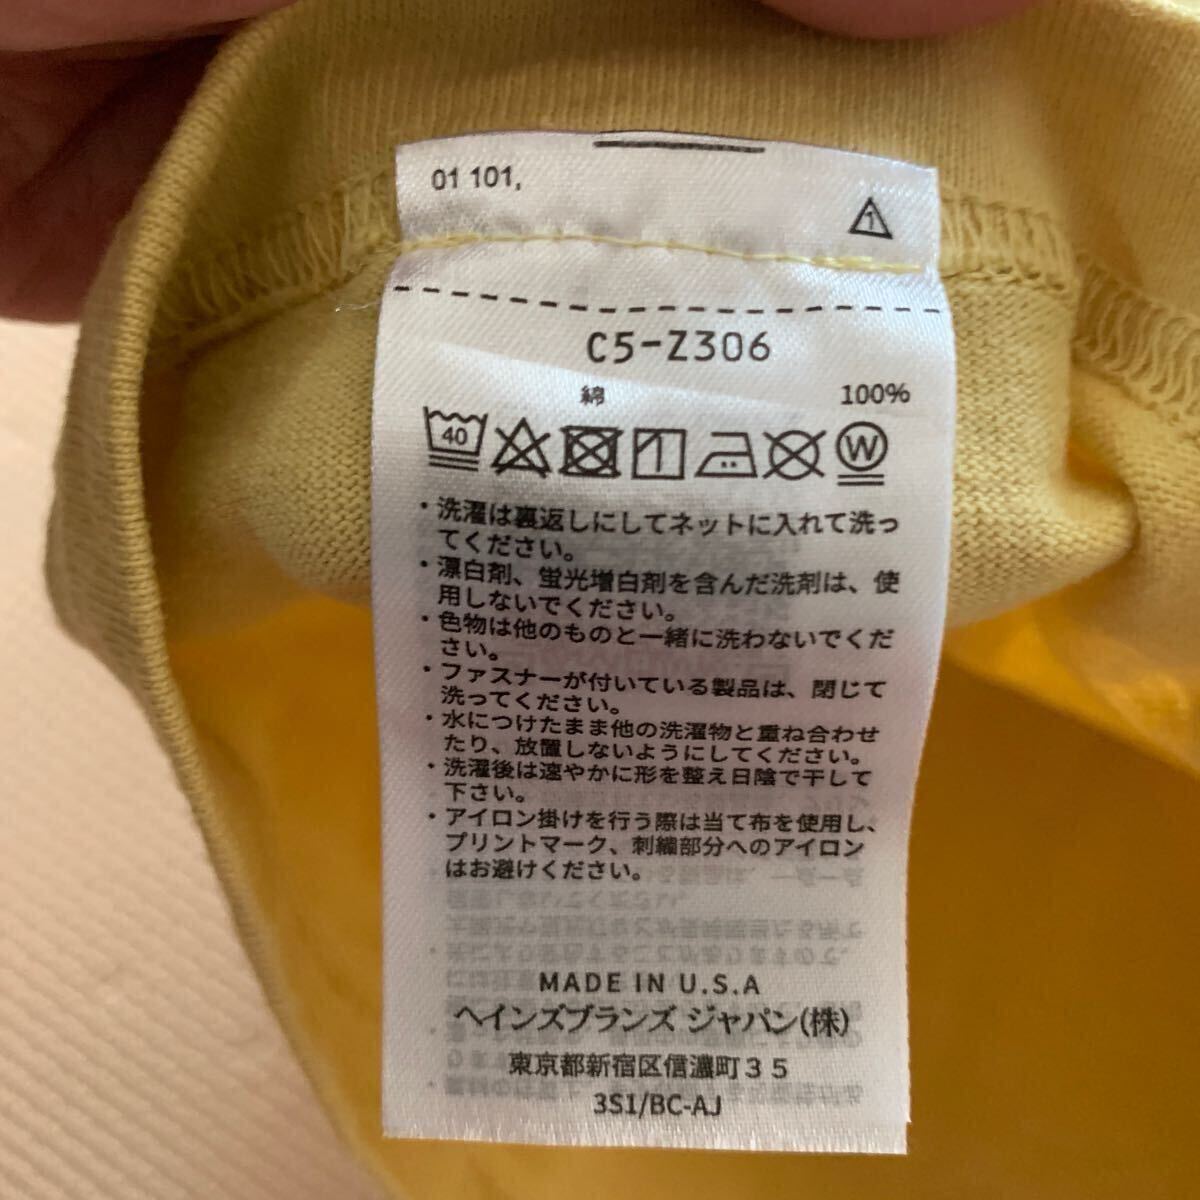 01 101,
1
C5-Z306
綿 100%
40 W
・洗濯は裏返しにしてネットに入れて洗っ
てください。
・漂白剤、蛍光増白剤を含んだ洗剤は、使
用しないでください。
・色物は他のものと一緒に洗わないでくだ
さい。
・ファスナーが付いている製品は、閉じて
洗ってください。
・水につけたまま他の洗濯物と重ね合わせ
たり、放置しないようにしてください。
・洗濯後は速やかに形を整え日陰で干して
下さい。
・アイロン掛けを行う際は当て布を使用し、
プリントマーク、刺繍部分へのアイロン
はお避けください。
MADE IN U.S.A
ヘインズブランズ ジャパン(株)
東京都新宿区信濃町３５
3S1/BC-AJ